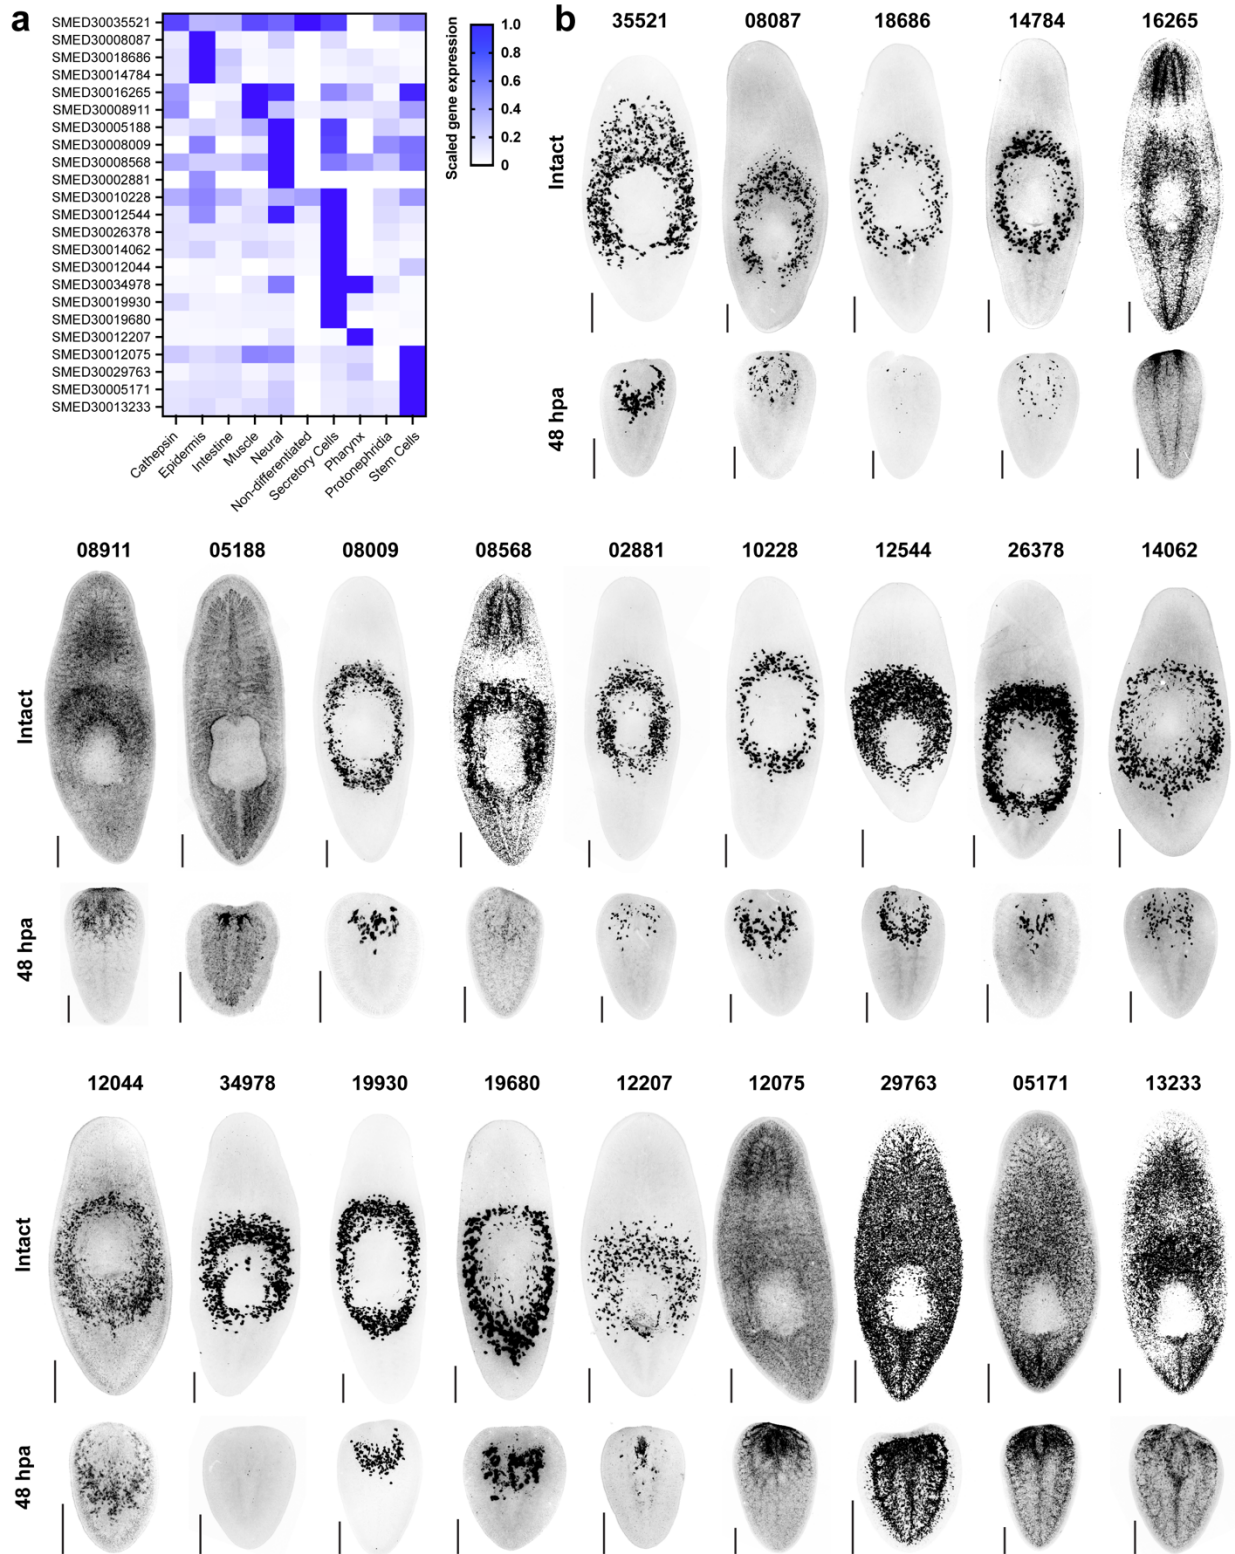 a
SMED30035521
SMED30008087
SMED30018686
SMED30014784
SMED30016265
SMED30008911
SMED30005188
SMED30008009
SMED30008568
SMED30002881
SMED30010228
SMED30012544
SMED30026378
SMED30014062
SMED30012044
SMED30034978
SMED30019930
SMED30019680
SMED30012207
SMED30012075
SMED30029763
SMED30005171
SMED30013233
Cathepsin
Epidermis
Intestine
Muscle
Neural
Non-differentiated
Secretory Cells
Pharynx
Protonephridia
Stem Cells
Scaled gene expression
1.0
0.8
0.6
0.4
0.2
0
b
35521 08087 18686 14784 16265
Intact
48 hpa
08911 05188 08009 08568 02881 10228 12544 26378 14062
Intact
48 hpa
12044 34978 19930 19680 12207 12075 29763 05171 13233
Intact
48 hpa